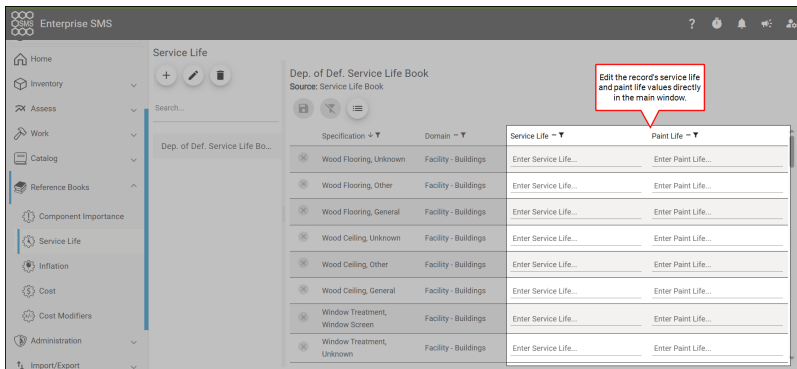 SMS Enterprise SMS ?
Home
Inventory
Assess
Work
Catalog
Reference Books
Component Importance
Service Life
Inflation
Cost
Cost Modifiers
Administration
Import/Export
Service Life
Search...
Dep. of Def. Service Life Bo...
Dep. of Def. Service Life Book
Source: Service Life Book
Edit the record's service life
and paint life values directly
in the main window.
Specification Domain Service Life Paint Life
Wood Flooring, Unknown Facility - Buildings Enter Service Life... Enter Paint Life...
Wood Flooring, Other Facility - Buildings Enter Service Life... Enter Paint Life...
Wood Flooring, General Facility - Buildings Enter Service Life... Enter Paint Life...
Wood Ceiling, Unknown Facility - Buildings Enter Service Life... Enter Paint Life...
Wood Ceiling, Other Facility - Buildings Enter Service Life... Enter Paint Life...
Wood Ceiling, General Facility - Buildings Enter Service Life... Enter Paint Life...
Window Treatment,
Window Screen Facility - Buildings Enter Service Life... Enter Paint Life...
Window Treatment,
Unknown Facility - Buildings Enter Service Life... Enter Paint Life...